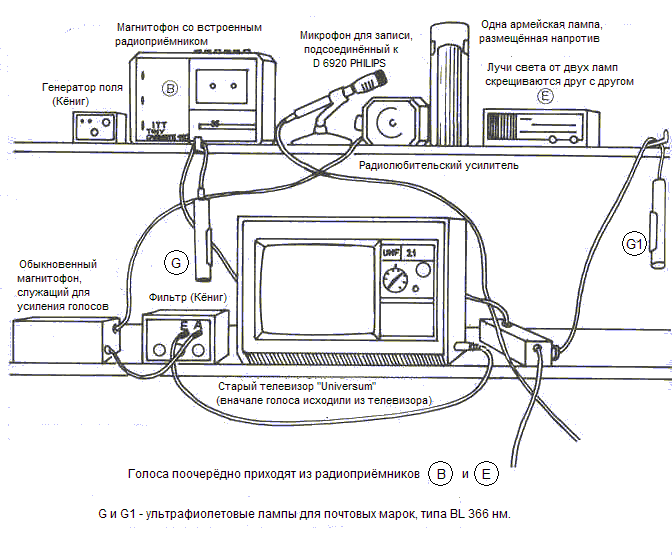 Магнитофон со встроенным
радиоприёмником
Генератор поля
(Кёниг)
Микрофон для записи,
подсоединённый к
D 6920 PHILIPS
Одна армейская лампа,
размещённая напротив
Лучи света от двух ламп
скрещиваются друг с другом
B
E
ITT
Радиолюбительский усилитель
G
G1
Обыкновенный
магнитофон,
служащий для
усиления голосов
Фильтр (Кёниг)
E A
UHF 2.1
Старый телевизор "Universum"
(вначале голоса исходили из телевизора)
Голоса поочерёдно приходят из радиоприёмников B и E
G и G1 - ультрафиолетовые лампы для почтовых марок, типа BL 366 нм.